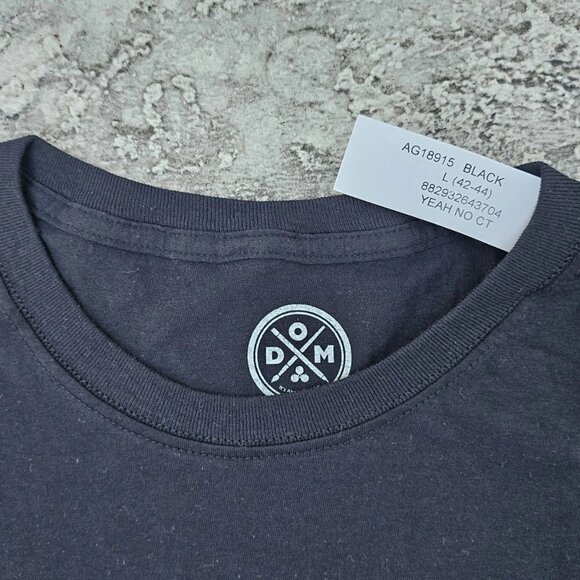 AG18915 BLACK
L (42-44)
882932643704
YEAH NO CT
O
D M